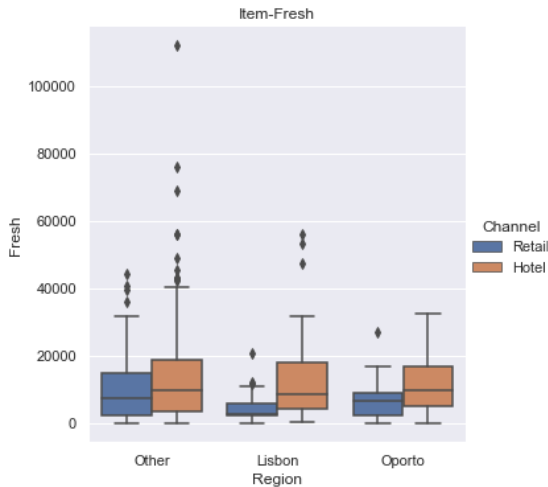 Item-Fresh
100000
80000
60000
40000
20000
0
Fresh
Other Lisbon Oporto
Region
Channel
Retail
Hotel